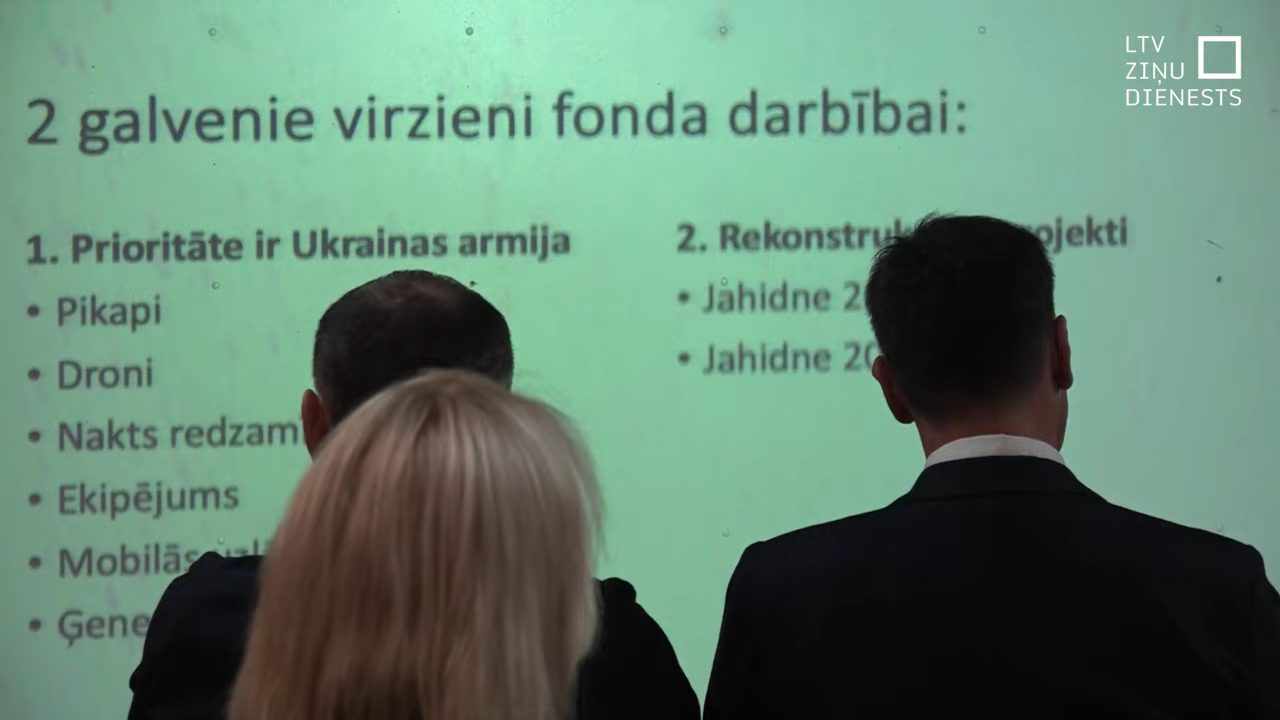 LTV
ZIŅU
DIENESTS
2 galvenie virzieni fonda darbībai:
1. Prioritāte ir Ukrainas armija
• Pikapi
• Droni
• Nakts
• Ekipējums
• Mobilās
2.
• Jahidne
• Jahidne